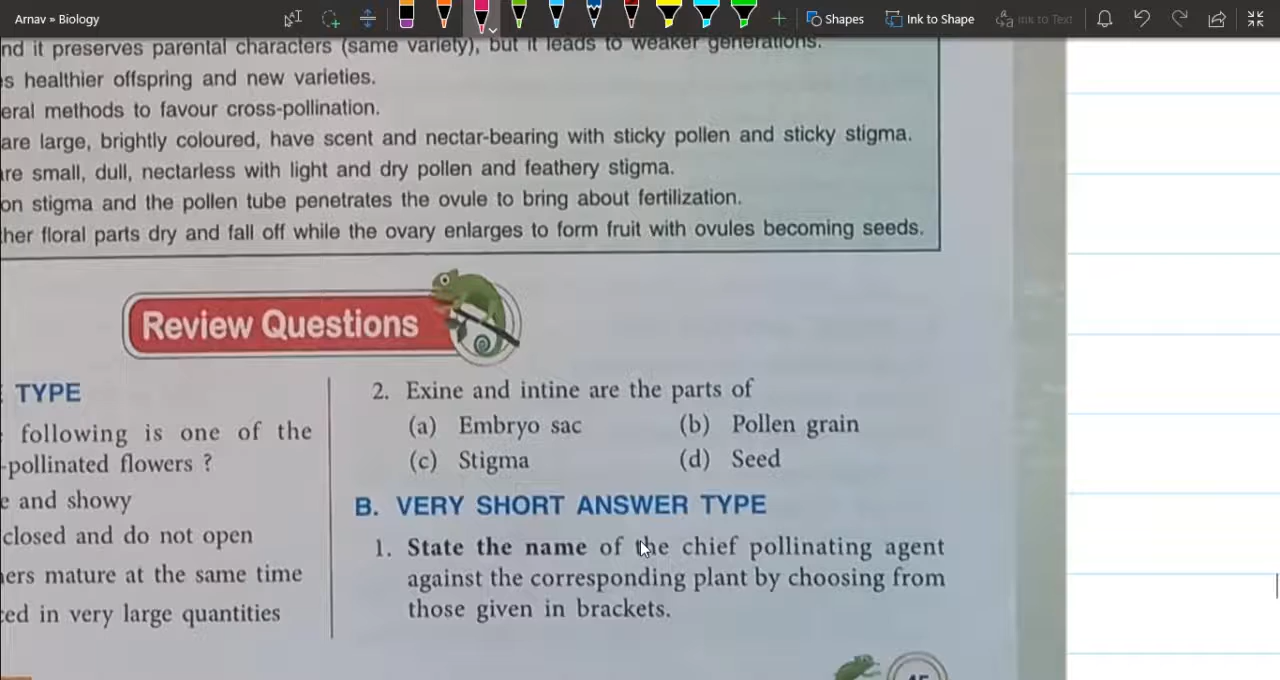 Arnav » Biology
Shapes
Ink to Shape
Ink to Text
nd it preserves parental characters (same variety), but it leads to weaker generations.
s healthier offspring and new varieties.
eral methods to favour cross-pollination.
are large, brightly coloured, have scent and nectar-bearing with sticky pollen and sticky stigma.
re small, dull, nectarless with light and dry pollen and feathery stigma.
on stigma and the pollen tube penetrates the ovule to bring about fertilization.
her floral parts dry and fall off while the ovary enlarges to form fruit with ovules becoming seeds.
Review Questions
TYPE
following is one of the
-pollinated flowers ?
e and showy
closed and do not open
ers mature at the same time
ed in very large quantities
2. Exine and intine are the parts of
(a) Embryo sac (b) Pollen grain
(c) Stigma (d) Seed
B. VERY SHORT ANSWER TYPE
1. State the name of the chief pollinating agent
against the corresponding plant by choosing from
those given in brackets.